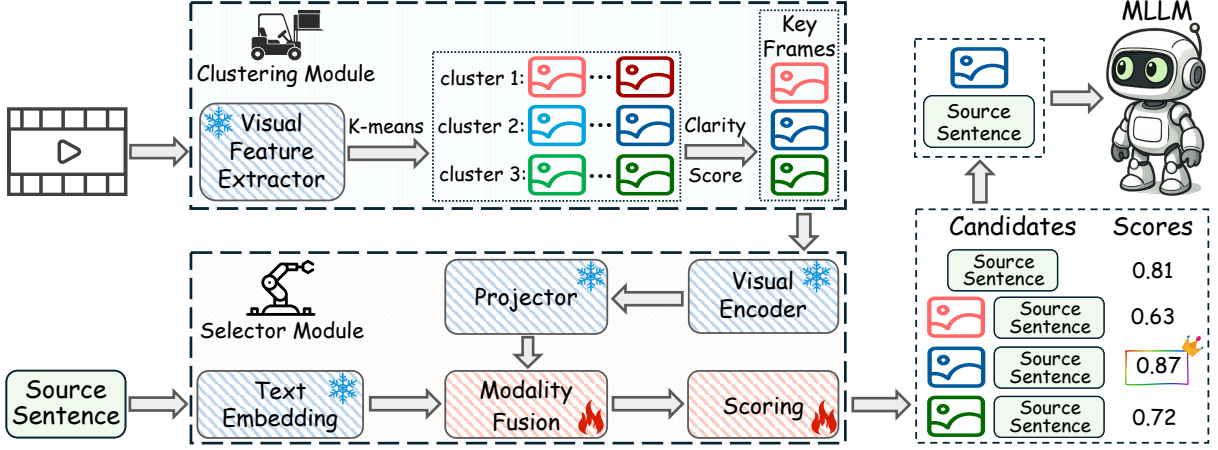 Clustering Module
Visual
Feature
Extractor
K-means
cluster 1:
cluster 2:
cluster 3:
Clarity
Score
Key
Frames
MLLM
Source
Sentence
Selector Module
Projector
Visual
Encoder
Source
Sentence
Text
Embedding
Modality
Fusion
Scoring
Candidates Scores
Source
Sentence
0.81
Source
Sentence
0.63
Source
Sentence
0.87
Source
Sentence
0.72